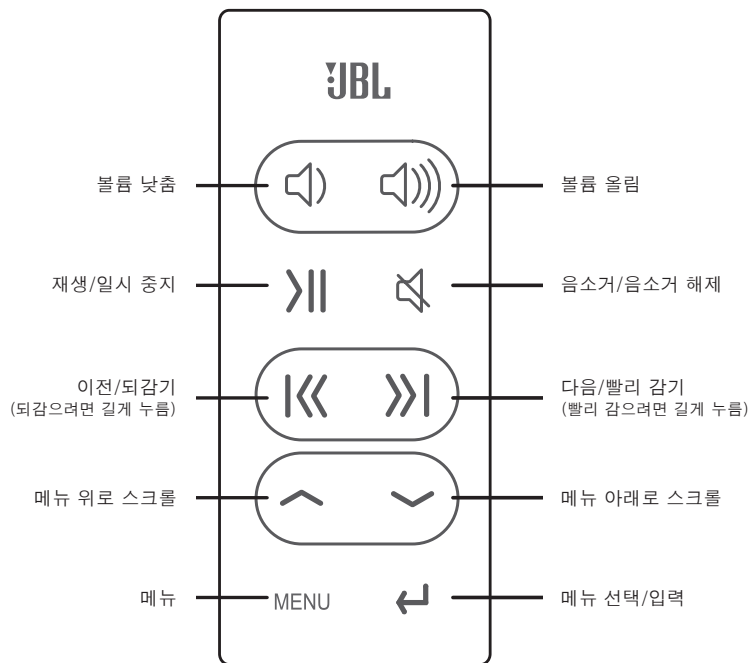 JBL
볼륨 낮춤
볼륨 올림
재생/일시 중지
음소거/음소거 해제
이전/되감기
(되감으려면 길게 누름)
다음/빨리 감기
(빨리 감으려면 길게 누름)
메뉴 위로 스크롤
메뉴 아래로 스크롤
메뉴
MENU
메뉴 선택/입력